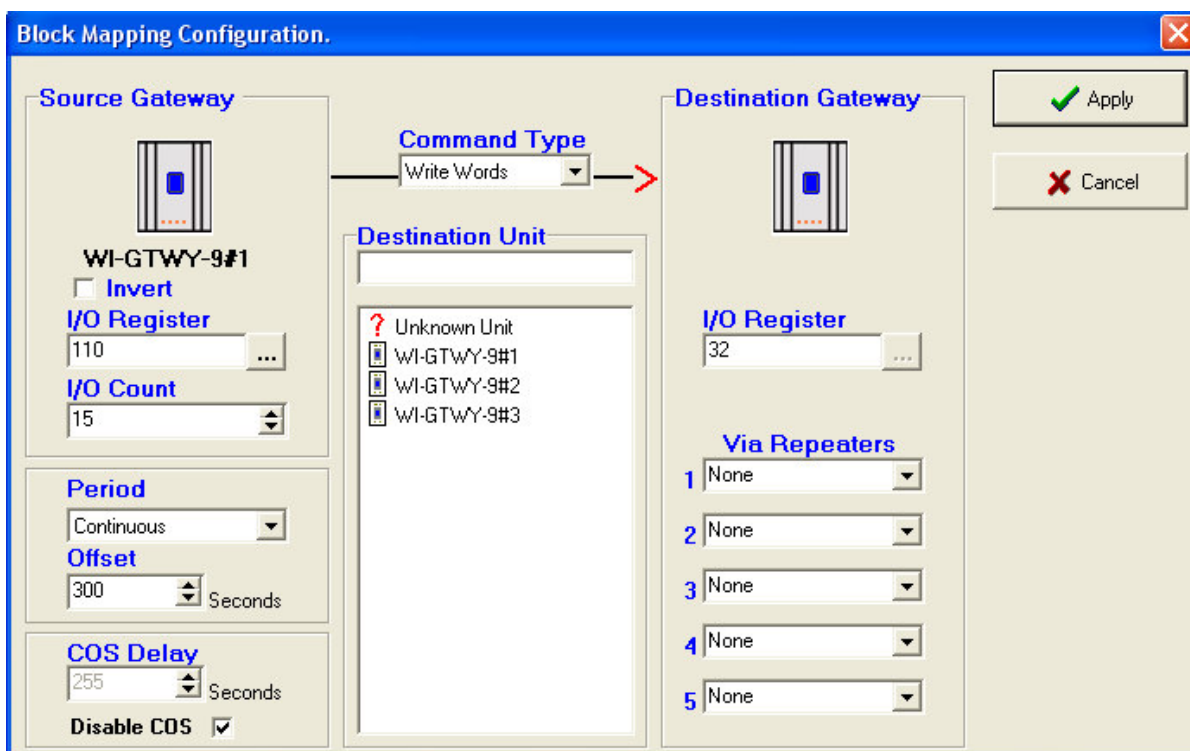 Block Mapping Configuration.
Source Gateway
WI-GTWY-9#1
Invert
I/O Register
110
...
I/O Count
15
Period
Continuous
Offset
300
Seconds
COS Delay
255
Seconds
Disable COS
Command Type
Write Words
Destination Unit
? Unknown Unit
WI-GTWY-9#1
WI-GTWY-9#2
WI-GTWY-9#3
Destination Gateway
I/O Register
32
...
Via Repeaters
1 None
2 None
3 None
4 None
5 None
Apply
Cancel